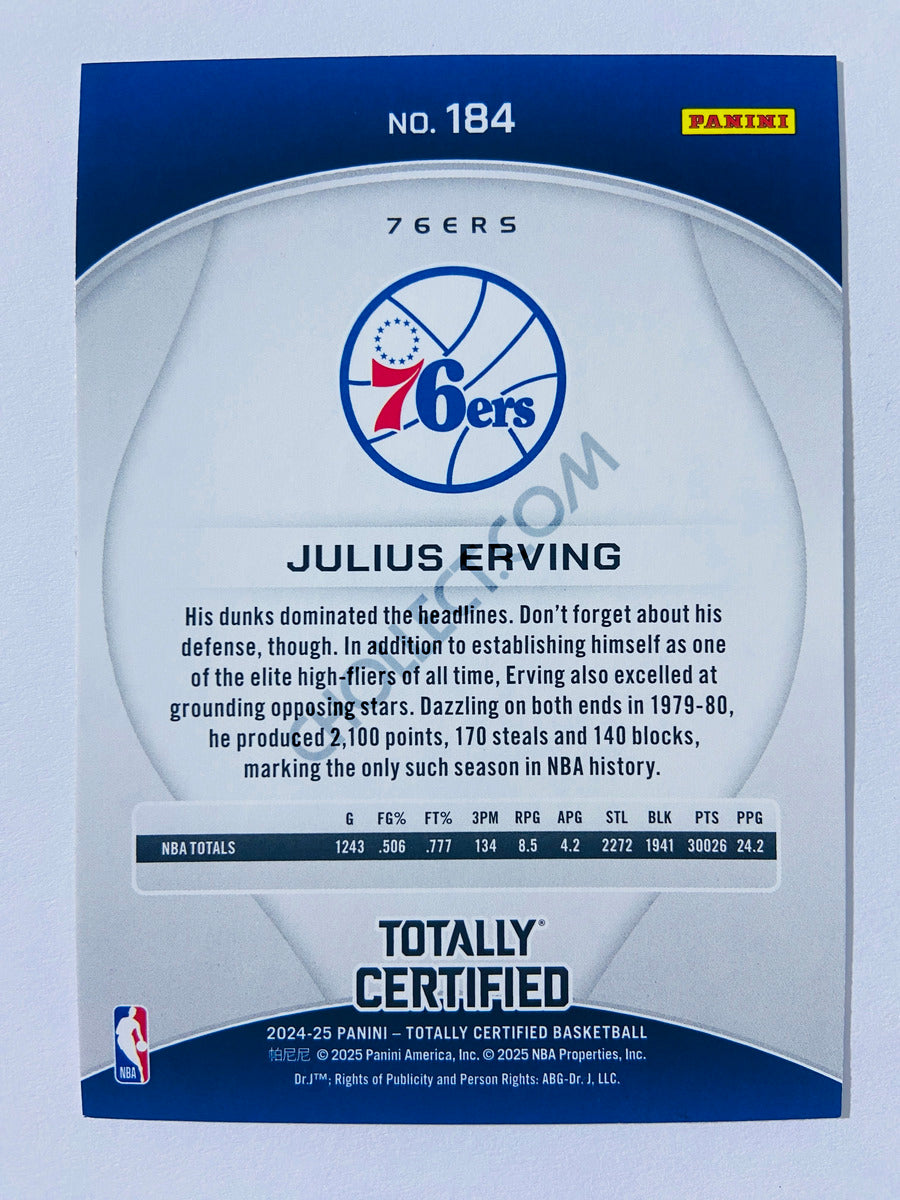 NO. 184
PANINI
76ERS
76ers
JULIUS ERVING
His dunks dominated the headlines. Don't forget about his
defense, though. In addition to establishing himself as one
of the elite high-fliers of all time, Erving also excelled at
grounding opposing stars. Dazzling on both ends in 1979-80,
he produced 2,100 points, 170 steals and 140 blocks,
marking the only such season in NBA history.
CHOLLECT.COM
G FG% FT% 3PM RPG APG STL BLK PTS PPG
NBA TOTALS 1243 .506 .777 134 8.5 4.2 2272 1941 30026 24.2
TOTALLY®
CERTIFIED
2024-25 PANINI – TOTALLY CERTIFIED BASKETBALL
帕尼尼 © 2025 Panini America, Inc. © 2025 NBA Properties, Inc.
Dr.J™; Rights of Publicity and Person Rights: ABG-Dr. J, LLC.
NBA